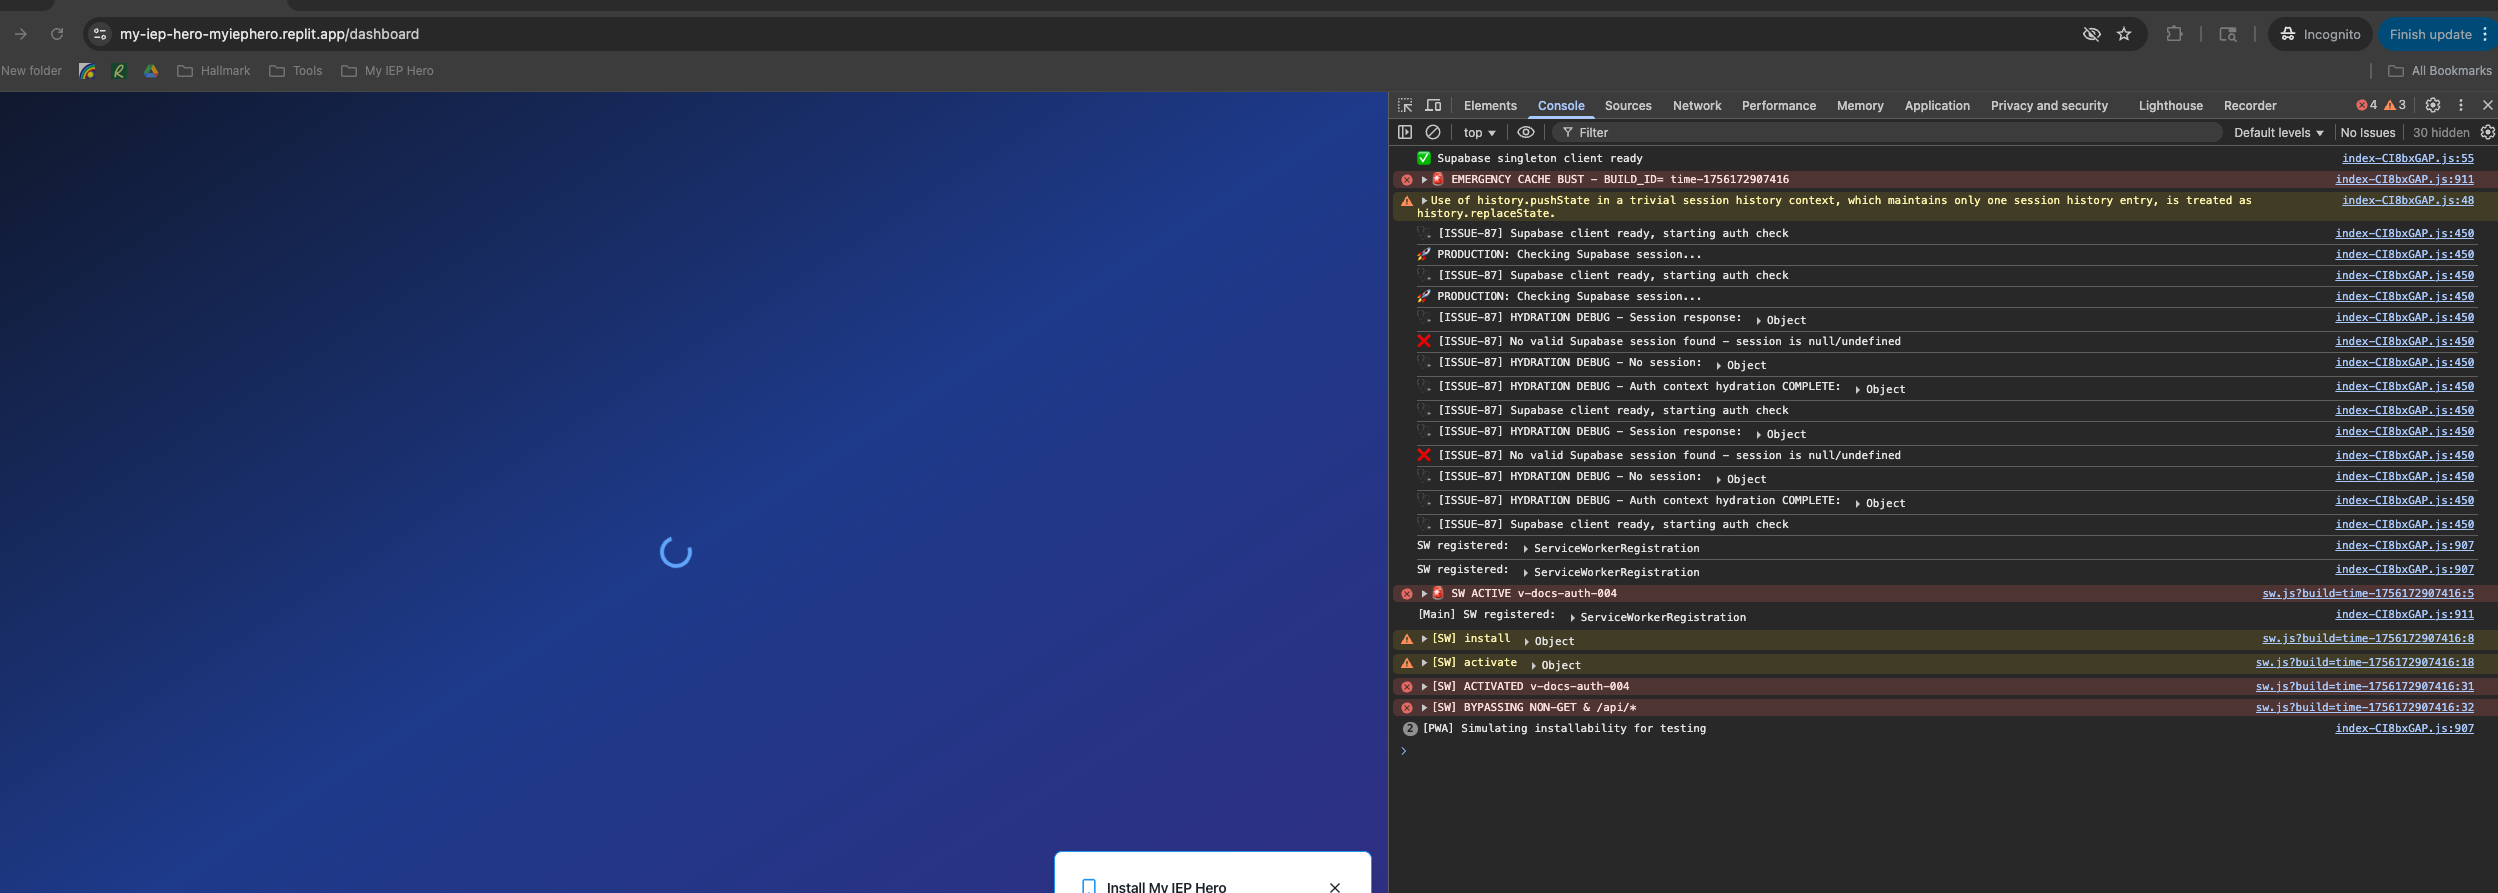 my-iep-hero-myiephero.replit.app/dashboard
Incognito
Finish update
New folder
Hallmark
Tools
My IEP Hero
All Bookmarks
Elements
Console
Sources
Network
Performance
Memory
Application
Privacy and security
Lighthouse
Recorder
4
3
top
Filter
Default levels
No Issues
30 hidden
Supabase singleton client ready index-CI8bxGAP.js:55
EMERGENCY CACHE BUST - BUILD_ID= time-1756172907416 index-CI8bxGAP.js:911
Use of history.pushState in a trivial session history context, which maintains only one session history entry, is treated as index-CI8bxGAP.js:48
history.replaceState.
[ISSUE-87] Supabase client ready, starting auth check index-CI8bxGAP.js:450
PRODUCTION: Checking Supabase session... index-CI8bxGAP.js:450
[ISSUE-87] Supabase client ready, starting auth check index-CI8bxGAP.js:450
PRODUCTION: Checking Supabase session... index-CI8bxGAP.js:450
[ISSUE-87] HYDRATION DEBUG - Session response: Object index-CI8bxGAP.js:450
[ISSUE-87] No valid Supabase session found - session is null/undefined index-CI8bxGAP.js:450
[ISSUE-87] HYDRATION DEBUG - No session: Object index-CI8bxGAP.js:450
[ISSUE-87] HYDRATION DEBUG - Auth context hydration COMPLETE: Object index-CI8bxGAP.js:450
[ISSUE-87] Supabase client ready, starting auth check index-CI8bxGAP.js:450
[ISSUE-87] HYDRATION DEBUG - Session response: Object index-CI8bxGAP.js:450
[ISSUE-87] No valid Supabase session found - session is null/undefined index-CI8bxGAP.js:450
[ISSUE-87] HYDRATION DEBUG - No session: Object index-CI8bxGAP.js:450
[ISSUE-87] HYDRATION DEBUG - Auth context hydration COMPLETE: Object index-CI8bxGAP.js:450
[ISSUE-87] Supabase client ready, starting auth check index-CI8bxGAP.js:450
SW registered: ServiceWorkerRegistration index-CI8bxGAP.js:907
SW registered: ServiceWorkerRegistration index-CI8bxGAP.js:907
SW ACTIVE v-docs-auth-004 sw.js?build=time-1756172907416:5
[Main] SW registered: ServiceWorkerRegistration index-CI8bxGAP.js:911
[SW] install Object sw.js?build=time-1756172907416:8
[SW] activate Object sw.js?build=time-1756172907416:18
[SW] ACTIVATED v-docs-auth-004 sw.js?build=time-1756172907416:31
[SW] BYPASSING NON-GET & /api/* sw.js?build=time-1756172907416:32
2 [PWA] Simulating installability for testing index-CI8bxGAP.js:907
Install My IEP Hero